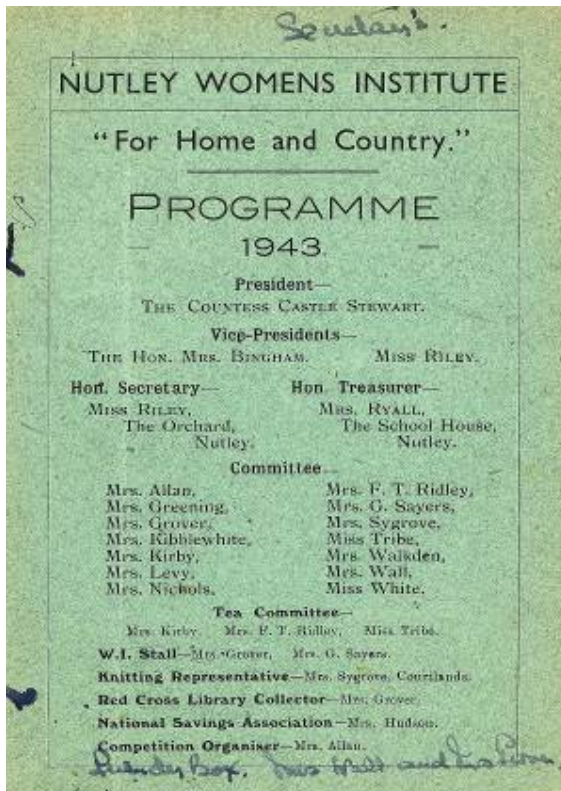 Secretary's.
NUTLEY WOMENS INSTITUTE
"For Home and Country."
PROGRAMME
1943.
President—
THE COUNTESS CASTLE STEWART.
Vice-Presidents—
THE HON. MRS. BINGHAM. MISS RILEY.
Hon. Secretary— Hon. Treasurer—
MISS RILEY, MRS. RYALL,
The Orchard, The School House,
Nutley. Nutley.
Committee—
Mrs. Allan, Mrs. F. T. Ridley,
Mrs. Greening, Mrs. G. Sayers,
Mrs. Grover, Mrs. Sygrove,
Mrs. Kibblewhite, Miss Tribe,
Mrs. Kirby, Mrs. Walkden,
Mrs. Levy, Mrs. Wall,
Mrs. Nichols, Miss White.
Tea Committee—
Mrs. Kirby, Mrs. F. T. Ridley, Miss Tribe.
W.I. Stall—Mrs. Grover, Mrs. G. Sayers.
Knitting Representative—Mrs. Sygrove, Courtlands.
Red Cross Library Collector—Mrs. Grover.
National Savings Association—Mrs. Hudson.
Competition Organiser—Mrs. Allan.
Box. and